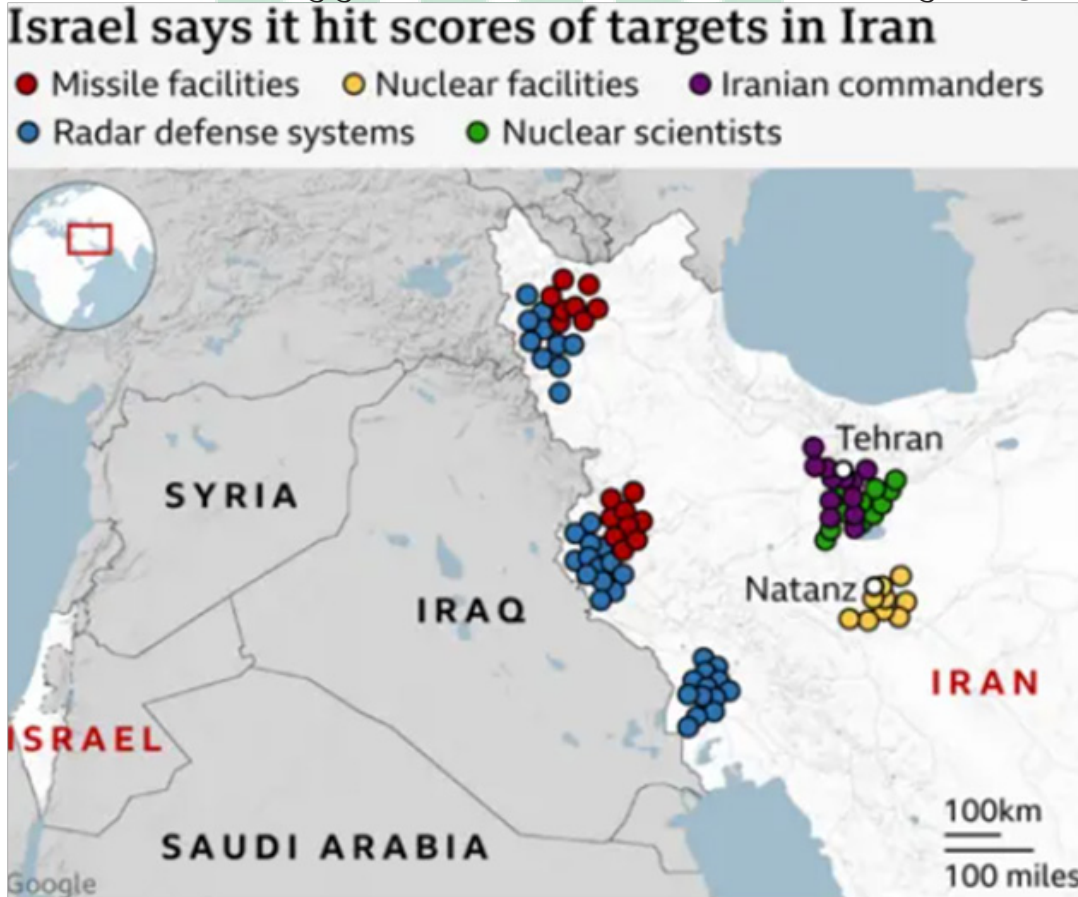 Israel says it hit scores of targets in Iran
Missile facilities
Nuclear facilities
Iranian commanders
Radar defense systems
Nuclear scientists
Tehran
SYRIA
Natanz
IRAQ
IRAN
ISRAEL
100km
SAUDI ARABIA
100 miles
Google